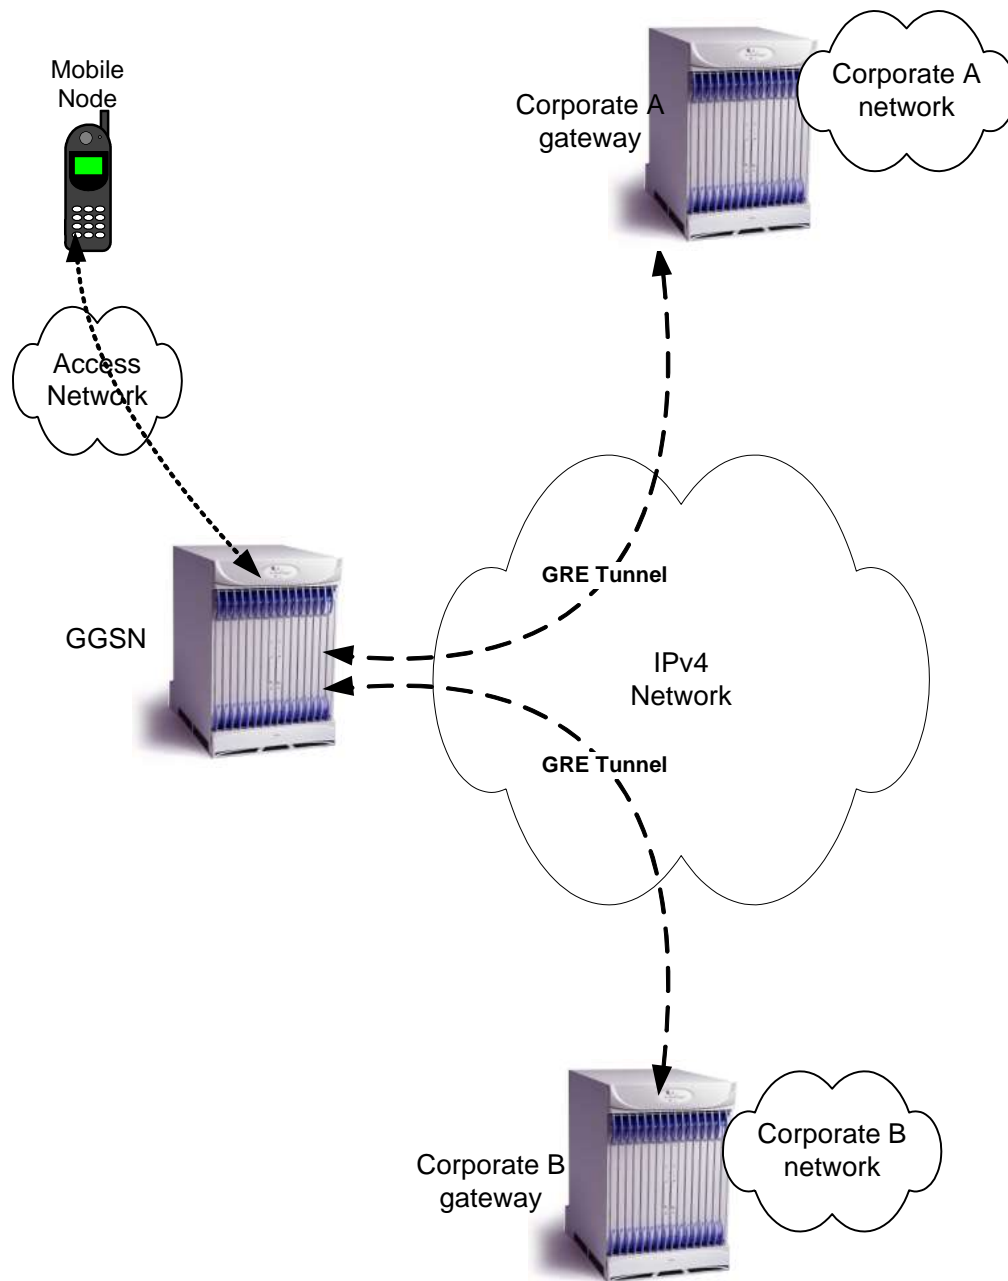 Mobile
Node
Corporate A
gateway
Corporate A
network
Access
Network
GRE Tunnel
GGSN
IPv4
Network
GRE Tunnel
Corporate B
gateway
Corporate B
network